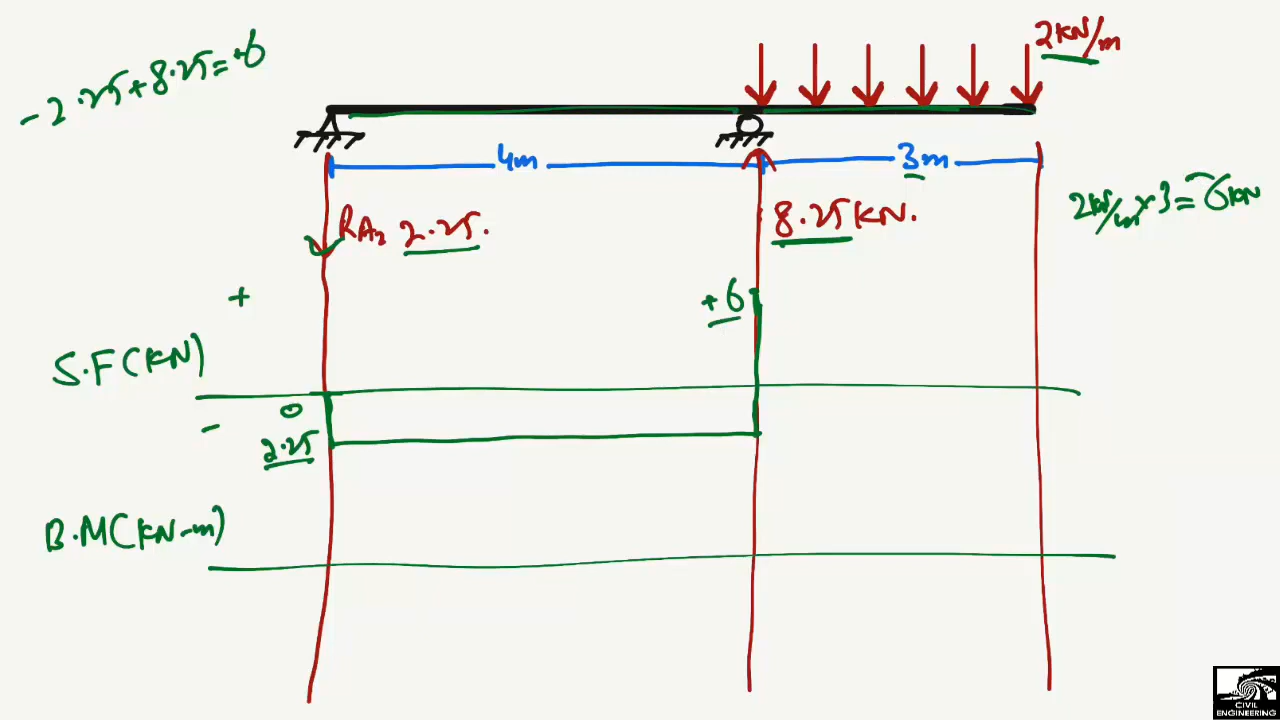 -2.25+8.25=+6
2KN/m
4m
3m
2KN/m×3=6KN
RA= 2.25.
8.25KN.
+
+6
S.F(KN)
-
0
2.25
B.M(KN-m)
CIVIL
ENGINEERING